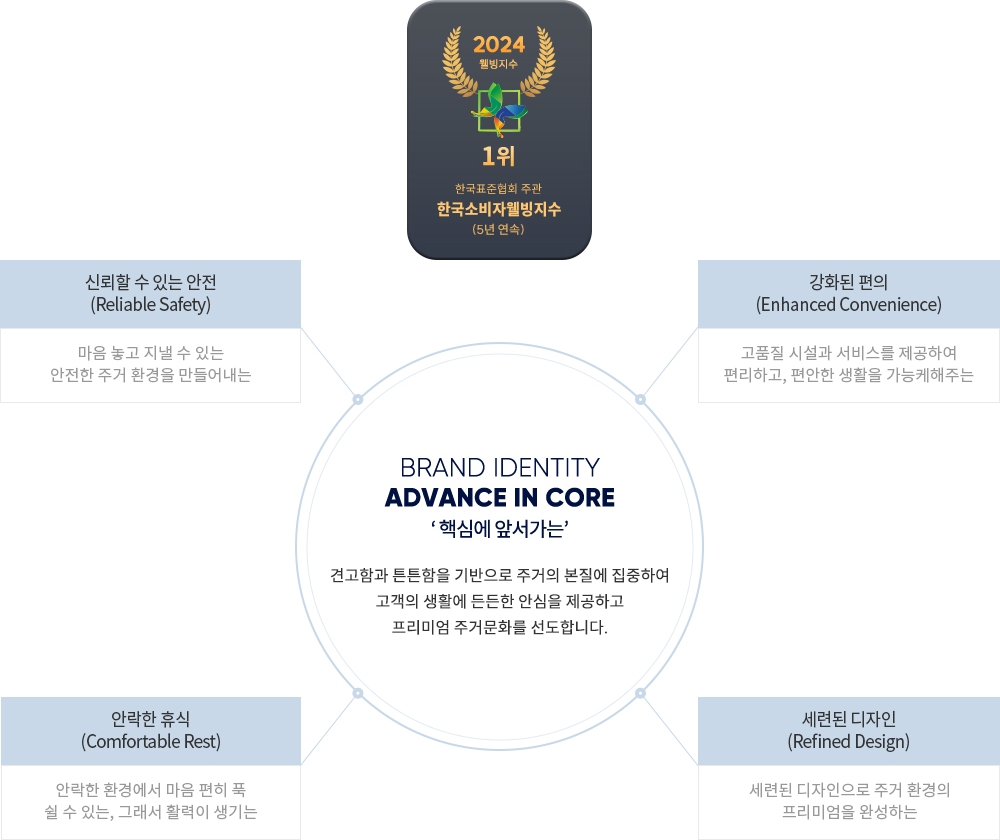 2024
웰빙지수
1위
한국표준협회 주관
한국소비자웰빙지수
(5년 연속)
신뢰할 수 있는 안전
(Reliable Safety)
마음 놓고 지낼 수 있는
안전한 주거 환경을 만들어내는
강화된 편의
(Enhanced Convenience)
고품질 시설과 서비스를 제공하여
편리하고, 편안한 생활을 가능케해주는
BRAND IDENTITY
ADVANCE IN CORE
‘ 핵심에 앞서가는’
견고함과 튼튼함을 기반으로 주거의 본질에 집중하여
고객의 생활에 든든한 안심을 제공하고
프리미엄 주거문화를 선도합니다.
안락한 휴식
(Comfortable Rest)
안락한 환경에서 마음 편히 푹
쉴 수 있는, 그래서 활력이 생기는
세련된 디자인
(Refined Design)
세련된 디자인으로 주거 환경의
프리미엄을 완성하는